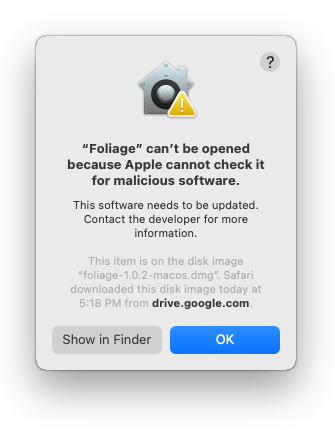 ?
“Foliage” can’t be opened
because Apple cannot check it
for malicious software.
This software needs to be updated.
Contact the developer for more
information.
This item is on the disk image
“foliage-1.0.2-macos.dmg”. Safari
downloaded this disk image today at
5:18 PM from drive.google.com.
Show in Finder
OK